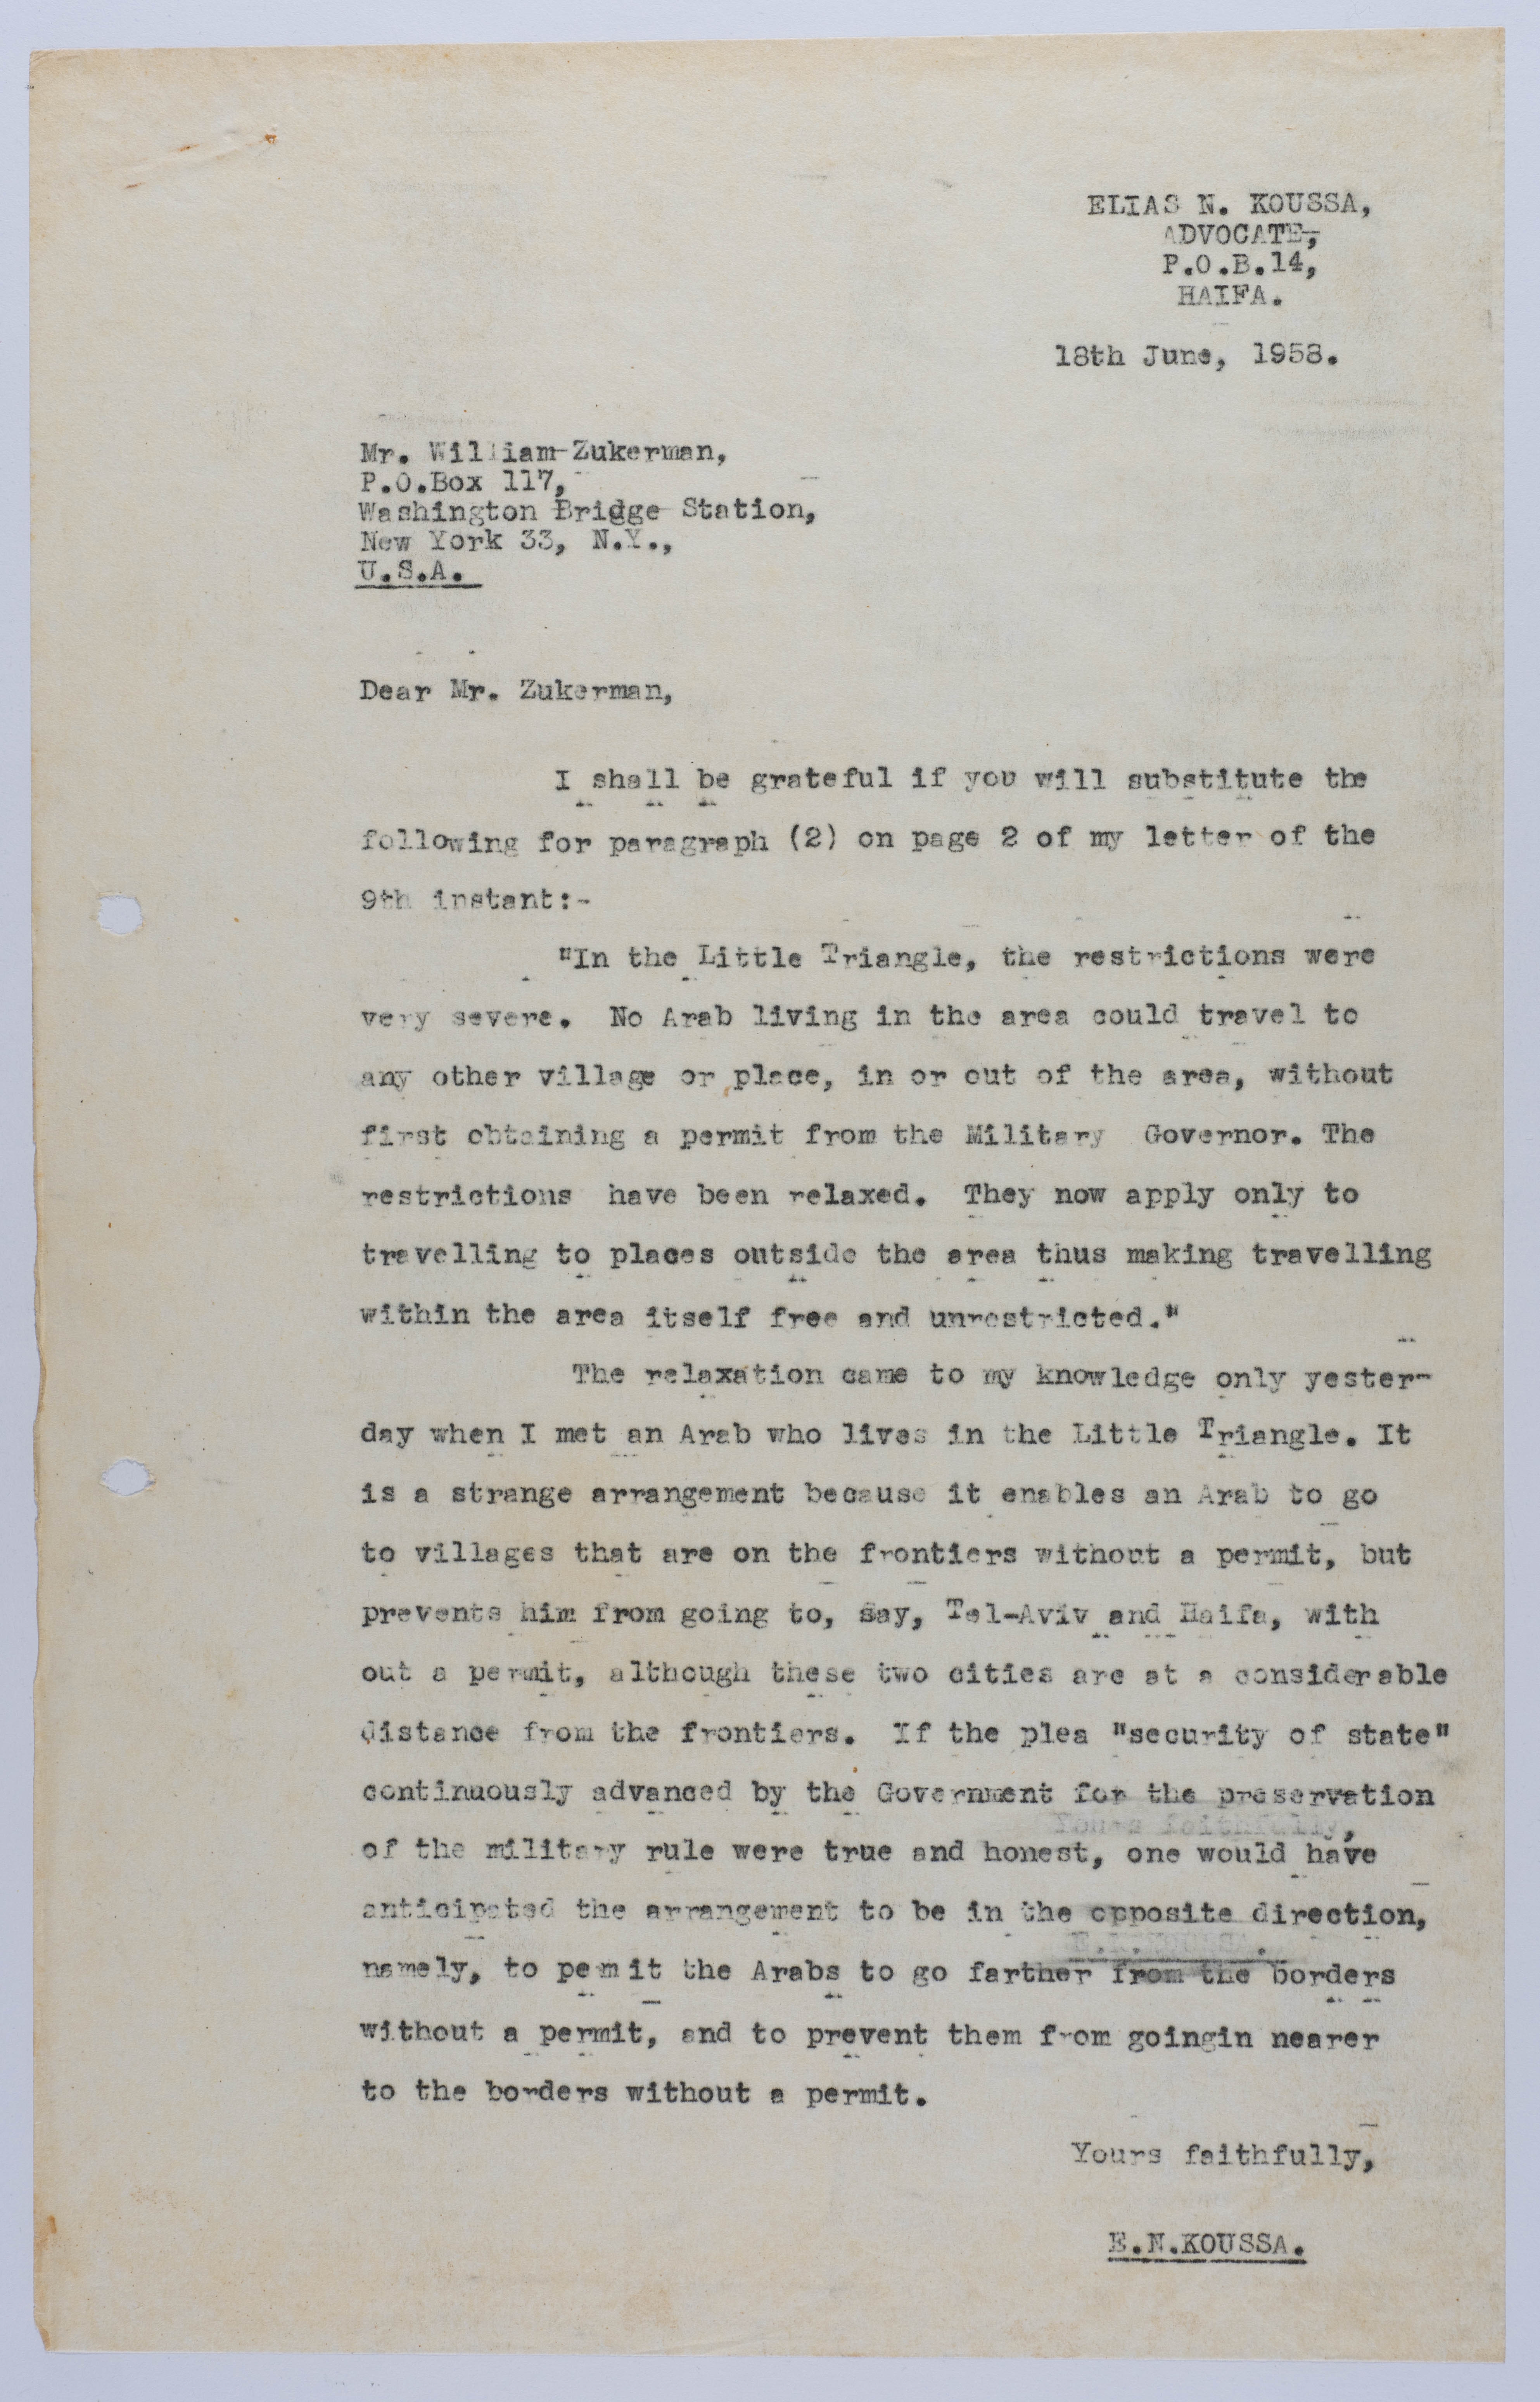 ELIAS N. KOUSSA,
ADVOCATE,
P.O.B.14,
HAIFA.
18th June, 1958.
Mr. William Zukerman,
P.O.Box 117,
Washington Bridge Station,
New York 33, N.Y.,
U.S.A.
Dear Mr. Zukerman,
I shall be grateful if you will substitute the
following for paragraph (2) on page 2 of my letter of the
9th instant:-
"In the Little Triangle, the restrictions were
very severe. No Arab living in the area could travel to
any other village or place, in or out of the area, without
first obtaining a permit from the Military Governor. The
restrictions have been relaxed. They now apply only to
travelling to places outside the area thus making travelling
within the area itself free and unrestricted."
The relaxation came to my knowledge only yester-
day when I met an Arab who lives in the Little Triangle. It
is a strange arrangement because it enables an Arab to go
to villages that are on the frontiers without a permit, but
prevents him from going to, say, Tel-Aviv and Haifa, with
out a permit, although these two cities are at a considerable
distance from the frontiers. If the plea "security of state"
continuously advanced by the Government for the preservation
Yours faithfully,
of the military rule were true and honest, one would have
anticipated the arrangement to be in the opposite direction,
namely, to pemit the Arabs to go farther from the borders
without a permit, and to prevent them from goingin nearer
to the borders without a permit.
Yours faithfully,
E.N.KOUSSA.